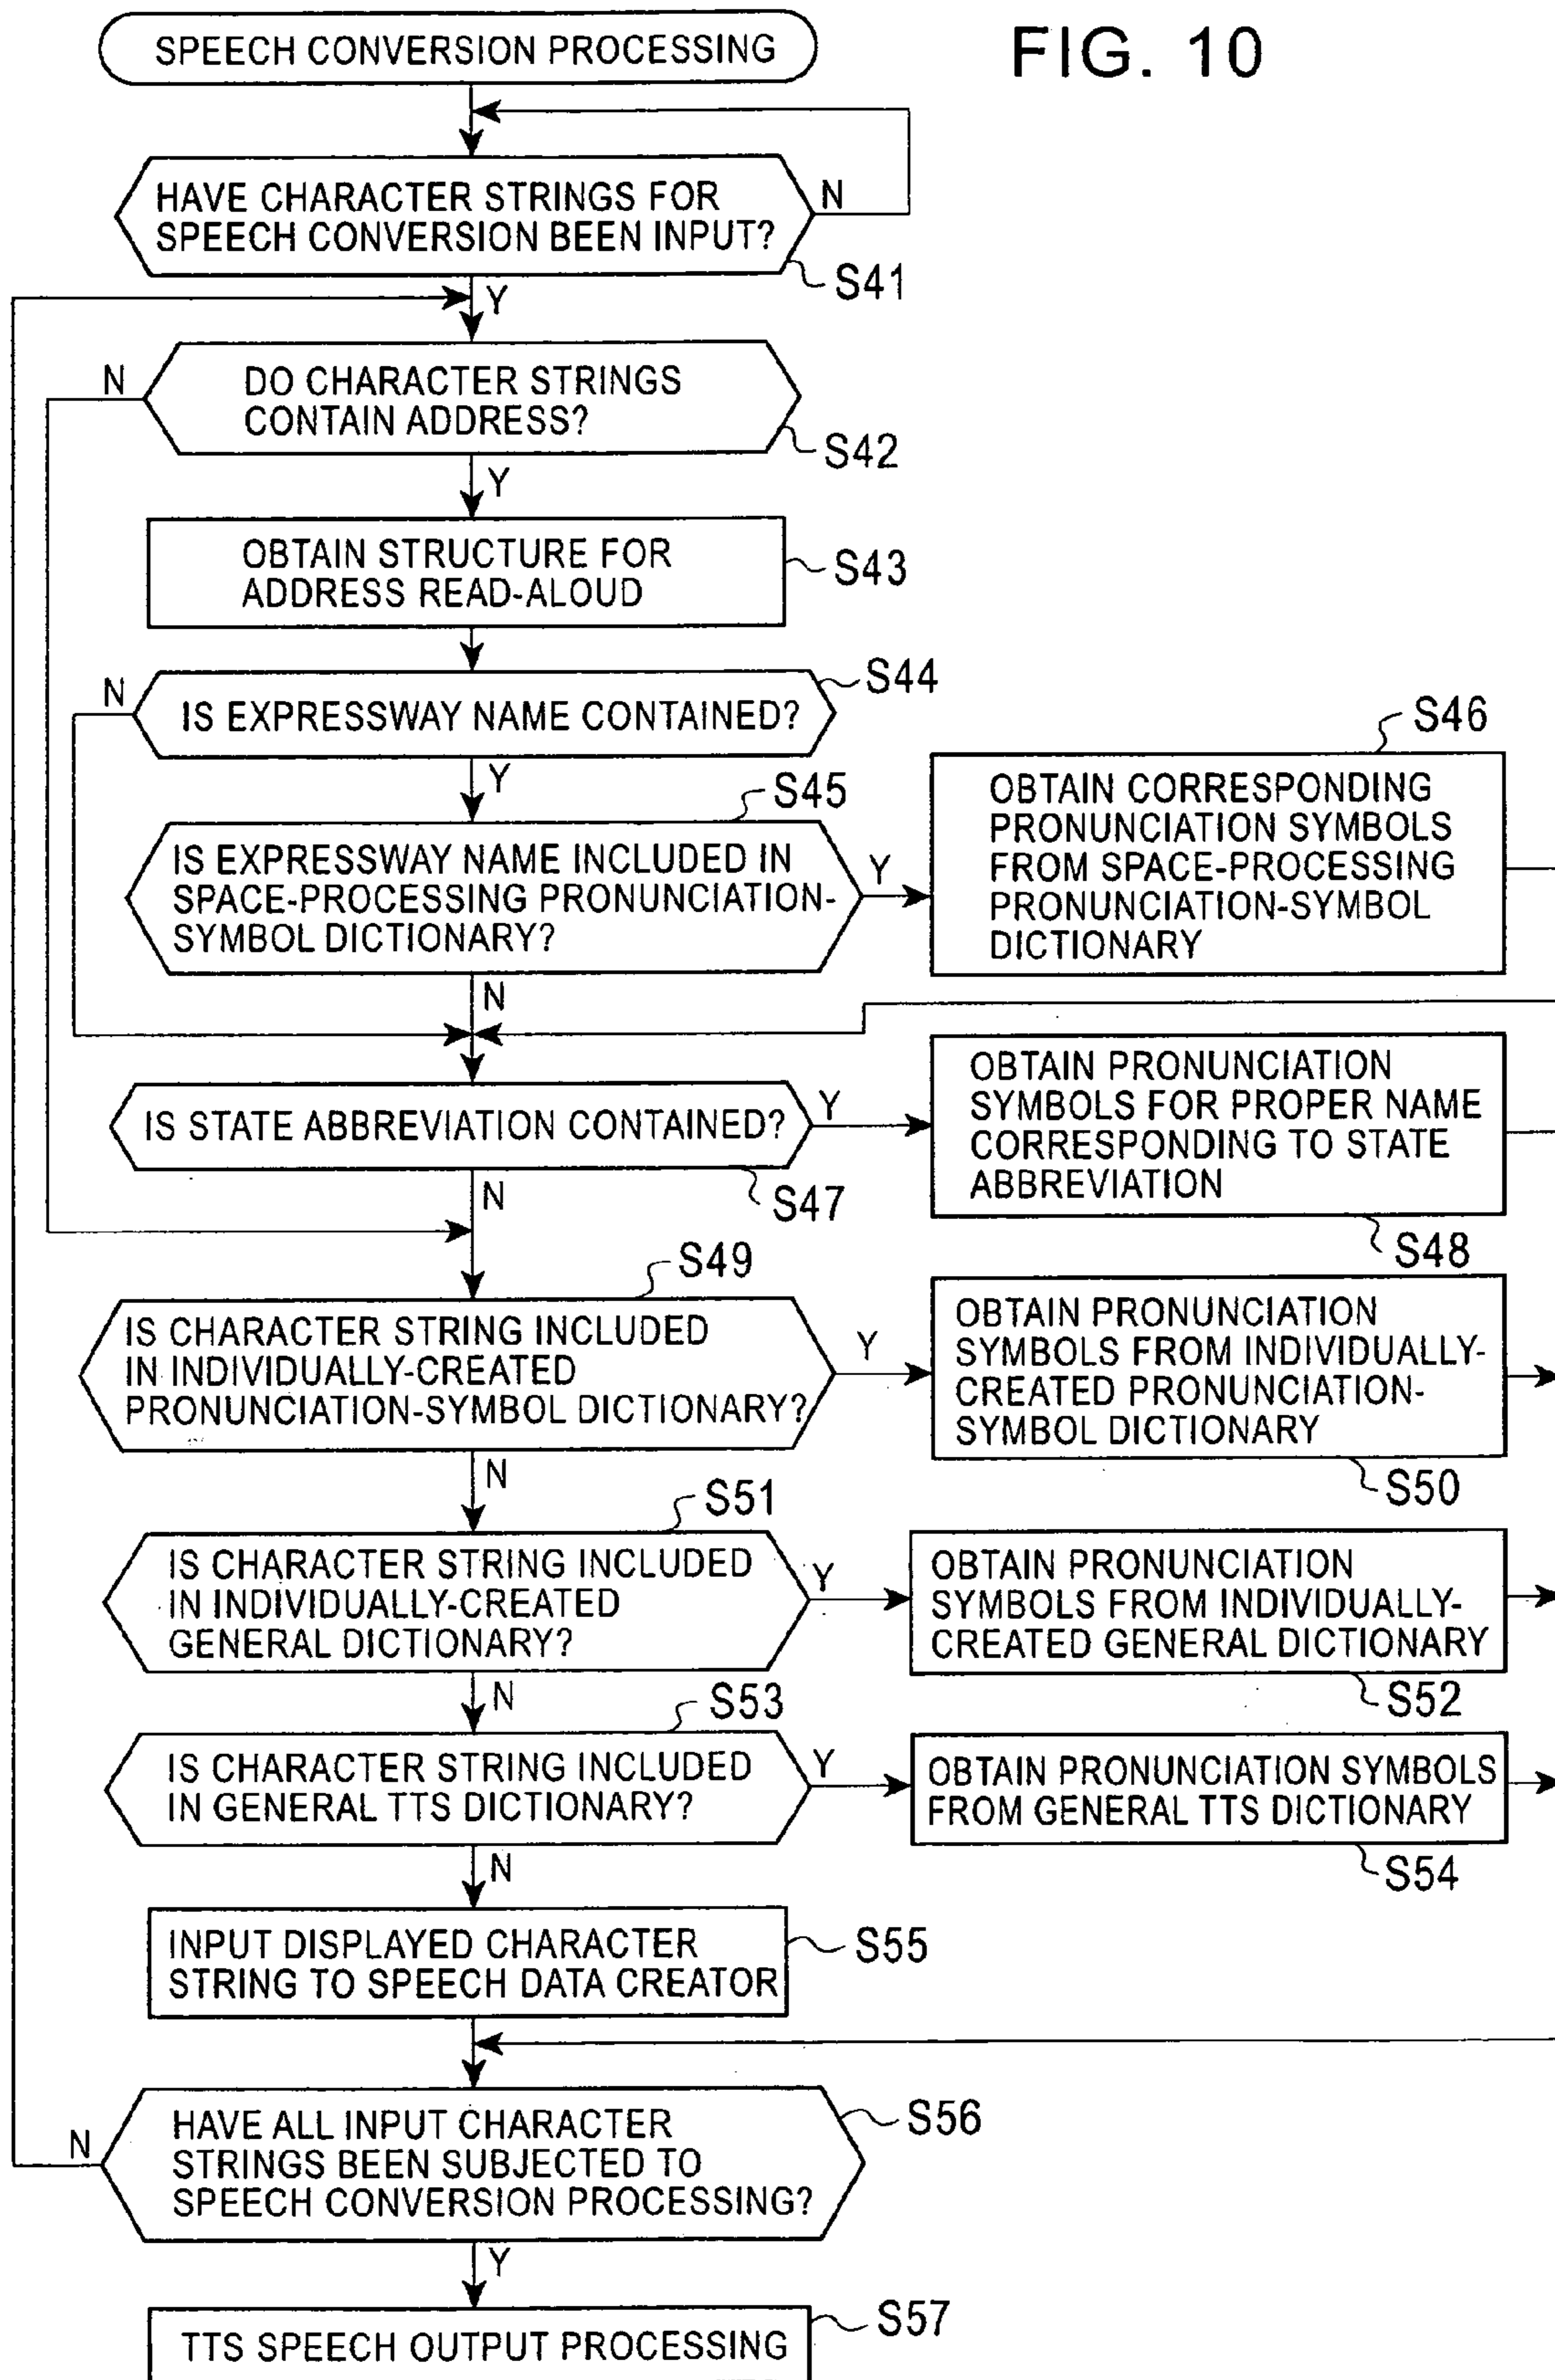 FIG. 10
SPEECH CONVERSION PROCESSING
HAVE CHARACTER STRINGS FOR
SPEECH CONVERSION BEEN INPUT?
N
S41
Y
N
DO CHARACTER STRINGS
CONTAIN ADDRESS?
S42
Y
OBTAIN STRUCTURE FOR
ADDRESS READ-ALOUD
S43
N
S44
IS EXPRESSWAY NAME CONTAINED?
Y
S45
IS EXPRESSWAY NAME INCLUDED IN
SPACE-PROCESSING PRONUNCIATION-
SYMBOL DICTIONARY?
Y
S46
OBTAIN CORRESPONDING
PRONUNCIATION SYMBOLS
FROM SPACE-PROCESSING
PRONUNCIATION-SYMBOL
DICTIONARY
N
IS STATE ABBREVIATION CONTAINED?
Y
S47
OBTAIN PRONUNCIATION
SYMBOLS FOR PROPER NAME
CORRESPONDING TO STATE
ABBREVIATION
S48
N
S49
IS CHARACTER STRING INCLUDED
IN INDIVIDUALLY-CREATED
PRONUNCIATION-SYMBOL DICTIONARY?
Y
OBTAIN PRONUNCIATION
SYMBOLS FROM INDIVIDUALLY-
CREATED PRONUNCIATION-
SYMBOL DICTIONARY
S50
N
S51
IS CHARACTER STRING INCLUDED
IN INDIVIDUALLY-CREATED
GENERAL DICTIONARY?
Y
OBTAIN PRONUNCIATION
SYMBOLS FROM INDIVIDUALLY-
CREATED GENERAL DICTIONARY
S52
N
S53
IS CHARACTER STRING INCLUDED
IN GENERAL TTS DICTIONARY?
Y
OBTAIN PRONUNCIATION SYMBOLS
FROM GENERAL TTS DICTIONARY
S54
N
INPUT DISPLAYED CHARACTER
STRING TO SPEECH DATA CREATOR
S55
N
HAVE ALL INPUT CHARACTER
STRINGS BEEN SUBJECTED TO
SPEECH CONVERSION PROCESSING?
S56
Y
TTS SPEECH OUTPUT PROCESSING
S57